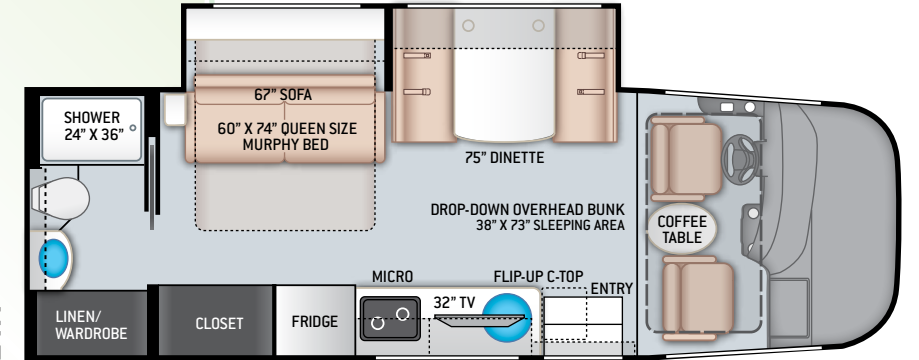 SHOWER
24" X 36"
67" SOFA
60" X 74" QUEEN SIZE
MURPHY BED
75" DINETTE
DROP-DOWN OVERHEAD BUNK
38" X 73" SLEEPING AREA
COFFEE
TABLE
MICRO
FLIP-UP C-TOP
ENTRY
32" TV
LINEN/
WARDROBE
CLOSET
FRIDGE